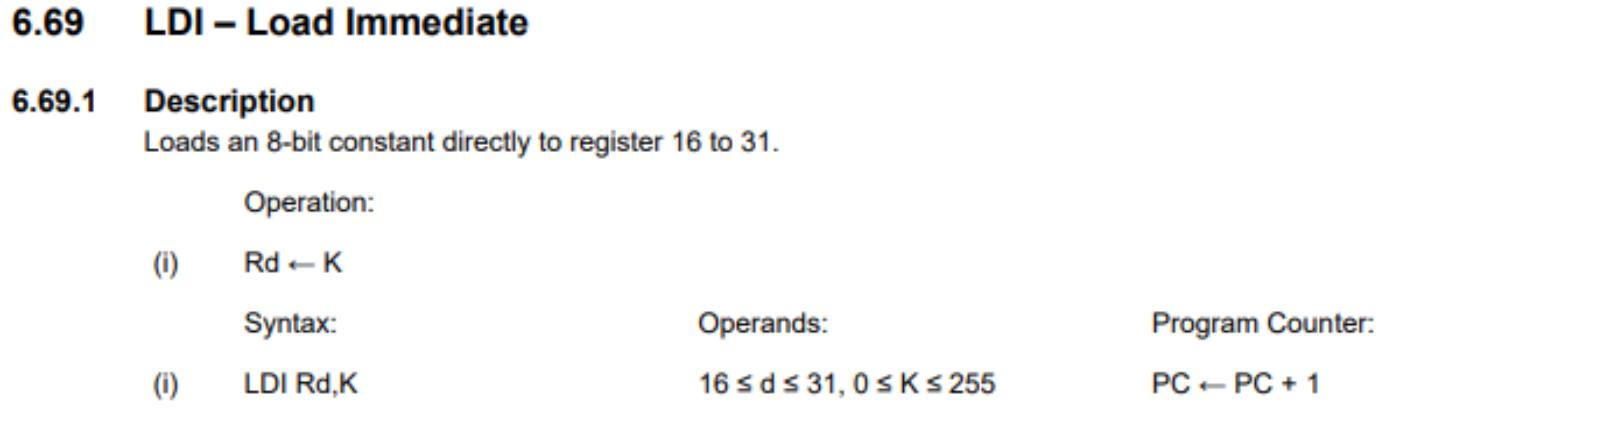 6.69 LDI – Load Immediate
6.69.1 Description
Loads an 8-bit constant directly to register 16 to 31.
Operation:
(i) Rd ← K
Syntax: Operands: Program Counter:
(i) LDI Rd,K 16 ≤ d ≤ 31, 0 ≤ K ≤ 255 PC ← PC + 1